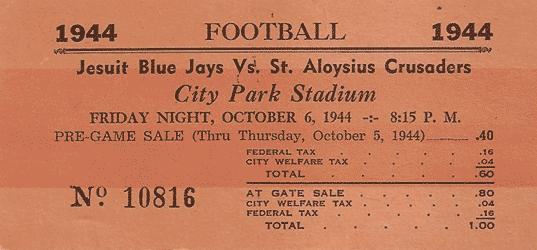 1944 FOOTBALL 1944
Jesuit Blue Jays Vs. St. Aloysius Crusaders
City Park Stadium
FRIDAY NIGHT, OCTOBER 6, 1944 -:- 8:15 P. M.
PRE-GAME SALE (Thru Thursday, October 5, 1944) .40
FEDERAL TAX . . . . . .16
CITY WELFARE TAX . . . . .04
TOTAL . . . . . .60
No 10816
AT GATE SALE . . . . .80
CITY WELFARE TAX . . . . .04
FEDERAL TAX . . . . . .16
TOTAL . . . . . 1.00